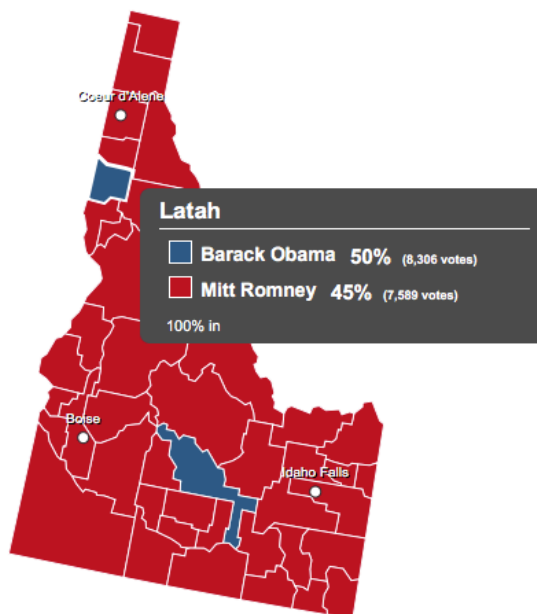 Coeur d'Alene
Latah
Barack Obama 50% (8,306 votes)
Mitt Romney 45% (7,589 votes)
100% in
Boise
Idaho Falls